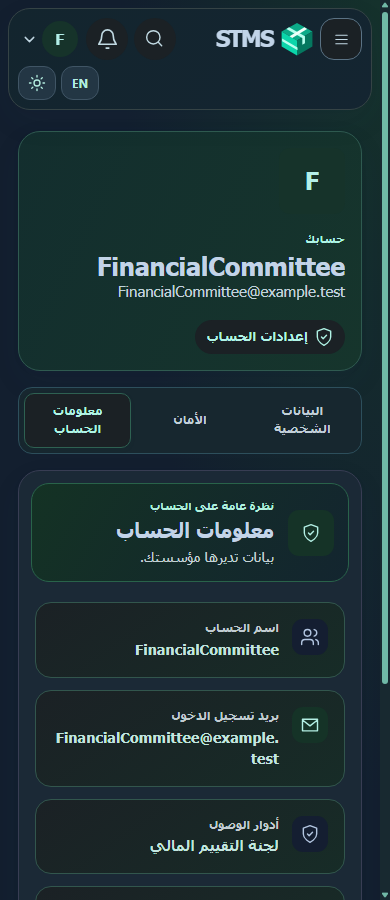 STMS
F
EN
F
حسابك
FinancialCommittee
FinancialCommittee@example.test
إعدادات الحساب
البيانات
الشخصية
الأمان
معلومات
الحساب
نظرة عامة على الحساب
معلومات الحساب
بيانات تديرها مؤسستك.
اسم الحساب
FinancialCommittee
بريد تسجيل الدخول
FinancialCommittee@example.
test
أدوار الوصول
لجنة التقييم المالي